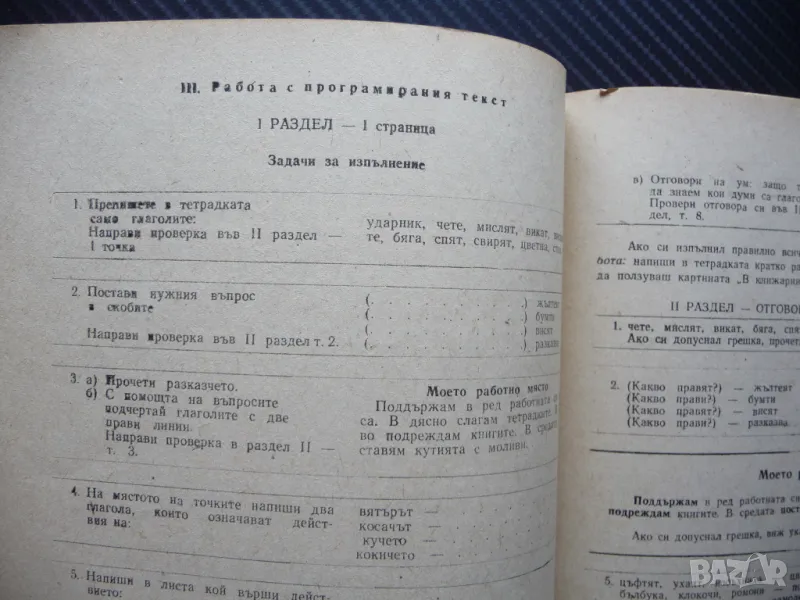 III. Работа с програмирания текст
I РАЗДЕЛ — I страница
Задачи за изпълнение
1. Препишете в тетрадката
само глаголите:
Направи проверка във II раздел —
1 точка
ударник, чете, мислят, викат,
те, бяга, спят, свирят, цветна,
2. Постави нужния въпрос
в скобите
Направи проверка във II раздел т. 2.
(. . . . . . . . . .) жълтеят
(. . . . . . . . . .) бумти
(. . . . . . . . . .) висят
(. . . . . . . . . .) разказва
3. а) Прочети разказчето.
б) С помощта на въпросите
подчертай глаголите с две
прави линии.
Направи проверка в раздел II —
т. 3.
Моето работно място
Поддържам в ред работната
са. В дясно слагам тетрадките.
во подреждам книгите. В средата
ставям кутията с моливи.
4. На мястото на точките напиши два
глагола, които означават дейст-
вия на:
вятърът —
косачът —
кучето —
кокичето —
5. Напиши в листа кой върши дейст-
вието:
в) Отговори на ум: защо
да знаем кои думи са
Провери отговора си във
дел, т. 8.
Ако си изпълнил правилно
бота: напиши в тетрадката кратко
да ползуваш картината „В
II РАЗДЕЛ —
1. чете, мислят, викат, бяга, спят,
Ако си допуснал грешка,
2. (Какво правят?) — жълтеят
(Какво прави?) — бумти
(Какво правят?) — висят
(Какво прави?) — разказва
Моето
Поддържам в ред работната
подреждам книгите. В средата
Ако си допуснал грешка, виж
5. цъфтят,
бълбука, клокочи, ромони —
BAZAR